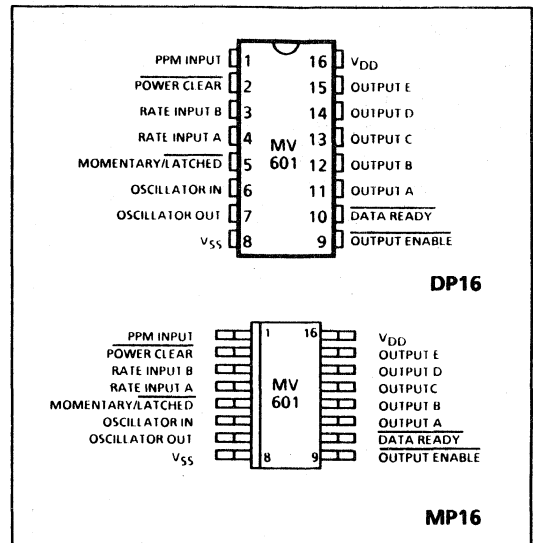 PPM INPUT 1 16 VDD
POWER CLEAR 2 15 OUTPUT E
RATE INPUT B 3 14 OUTPUT D
RATE INPUT A 4 13 OUTPUT C
MV
MOMENTARY/LATCHED 5 601 12 OUTPUT B
OSCILLATOR IN 6 11 OUTPUT A
OSCILLATOR OUT 7 10 DATA READY
VSS 8 9 OUTPUT ENABLE
DP16
PPM INPUT 1 16 VDD
POWER CLEAR OUTPUT E
RATE INPUT B OUTPUT D
RATE INPUT A MV OUTPUTC
MOMENTARY/LATCHED 601 OUTPUT B
OSCILLATOR IN OUTPUT A
OSCILLATOR OUT DATA READY
VSS 8 9 OUTPUT ENABLE
MP16